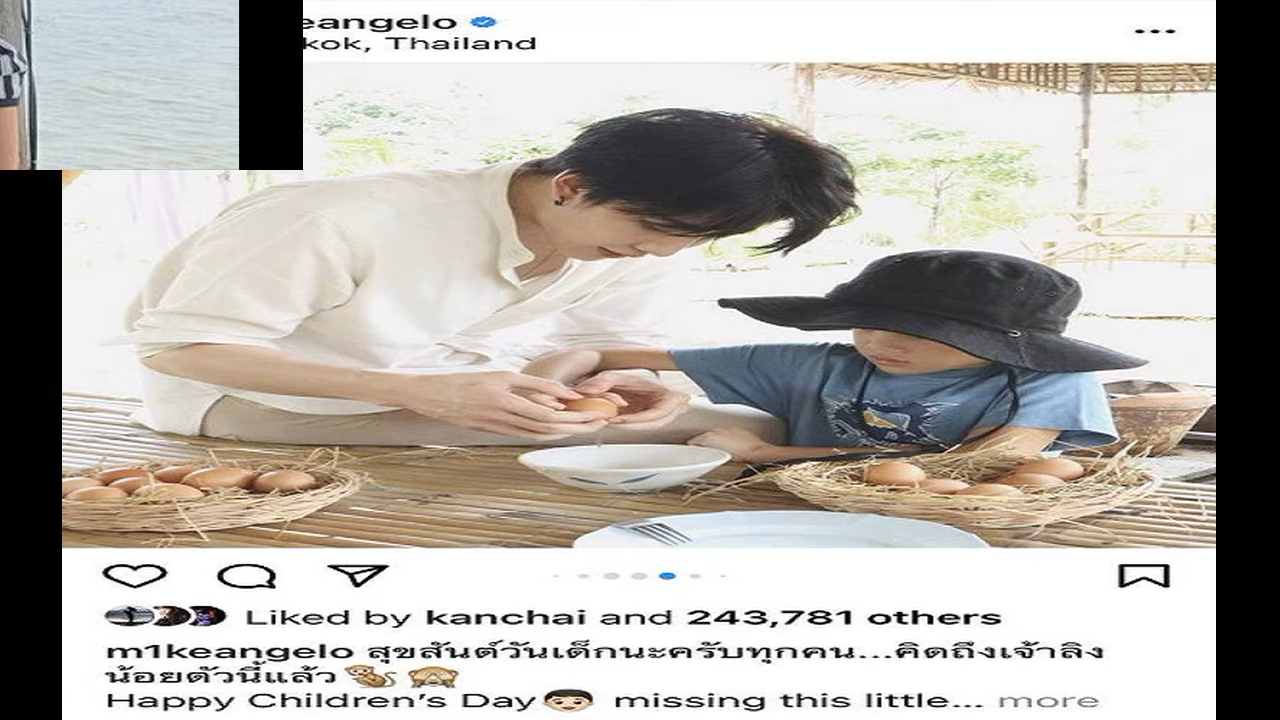 eangelo
kok, Thailand
Liked by kanchai and 243,781 others
m1keangelo สุขสันต์วันเด็กนะครับทุกคน...คิดถึงเจ้าลิง
น้อยตัวนี้แล้ว🐒 🙈
Happy Children's Day👦🏻 missing this little... more